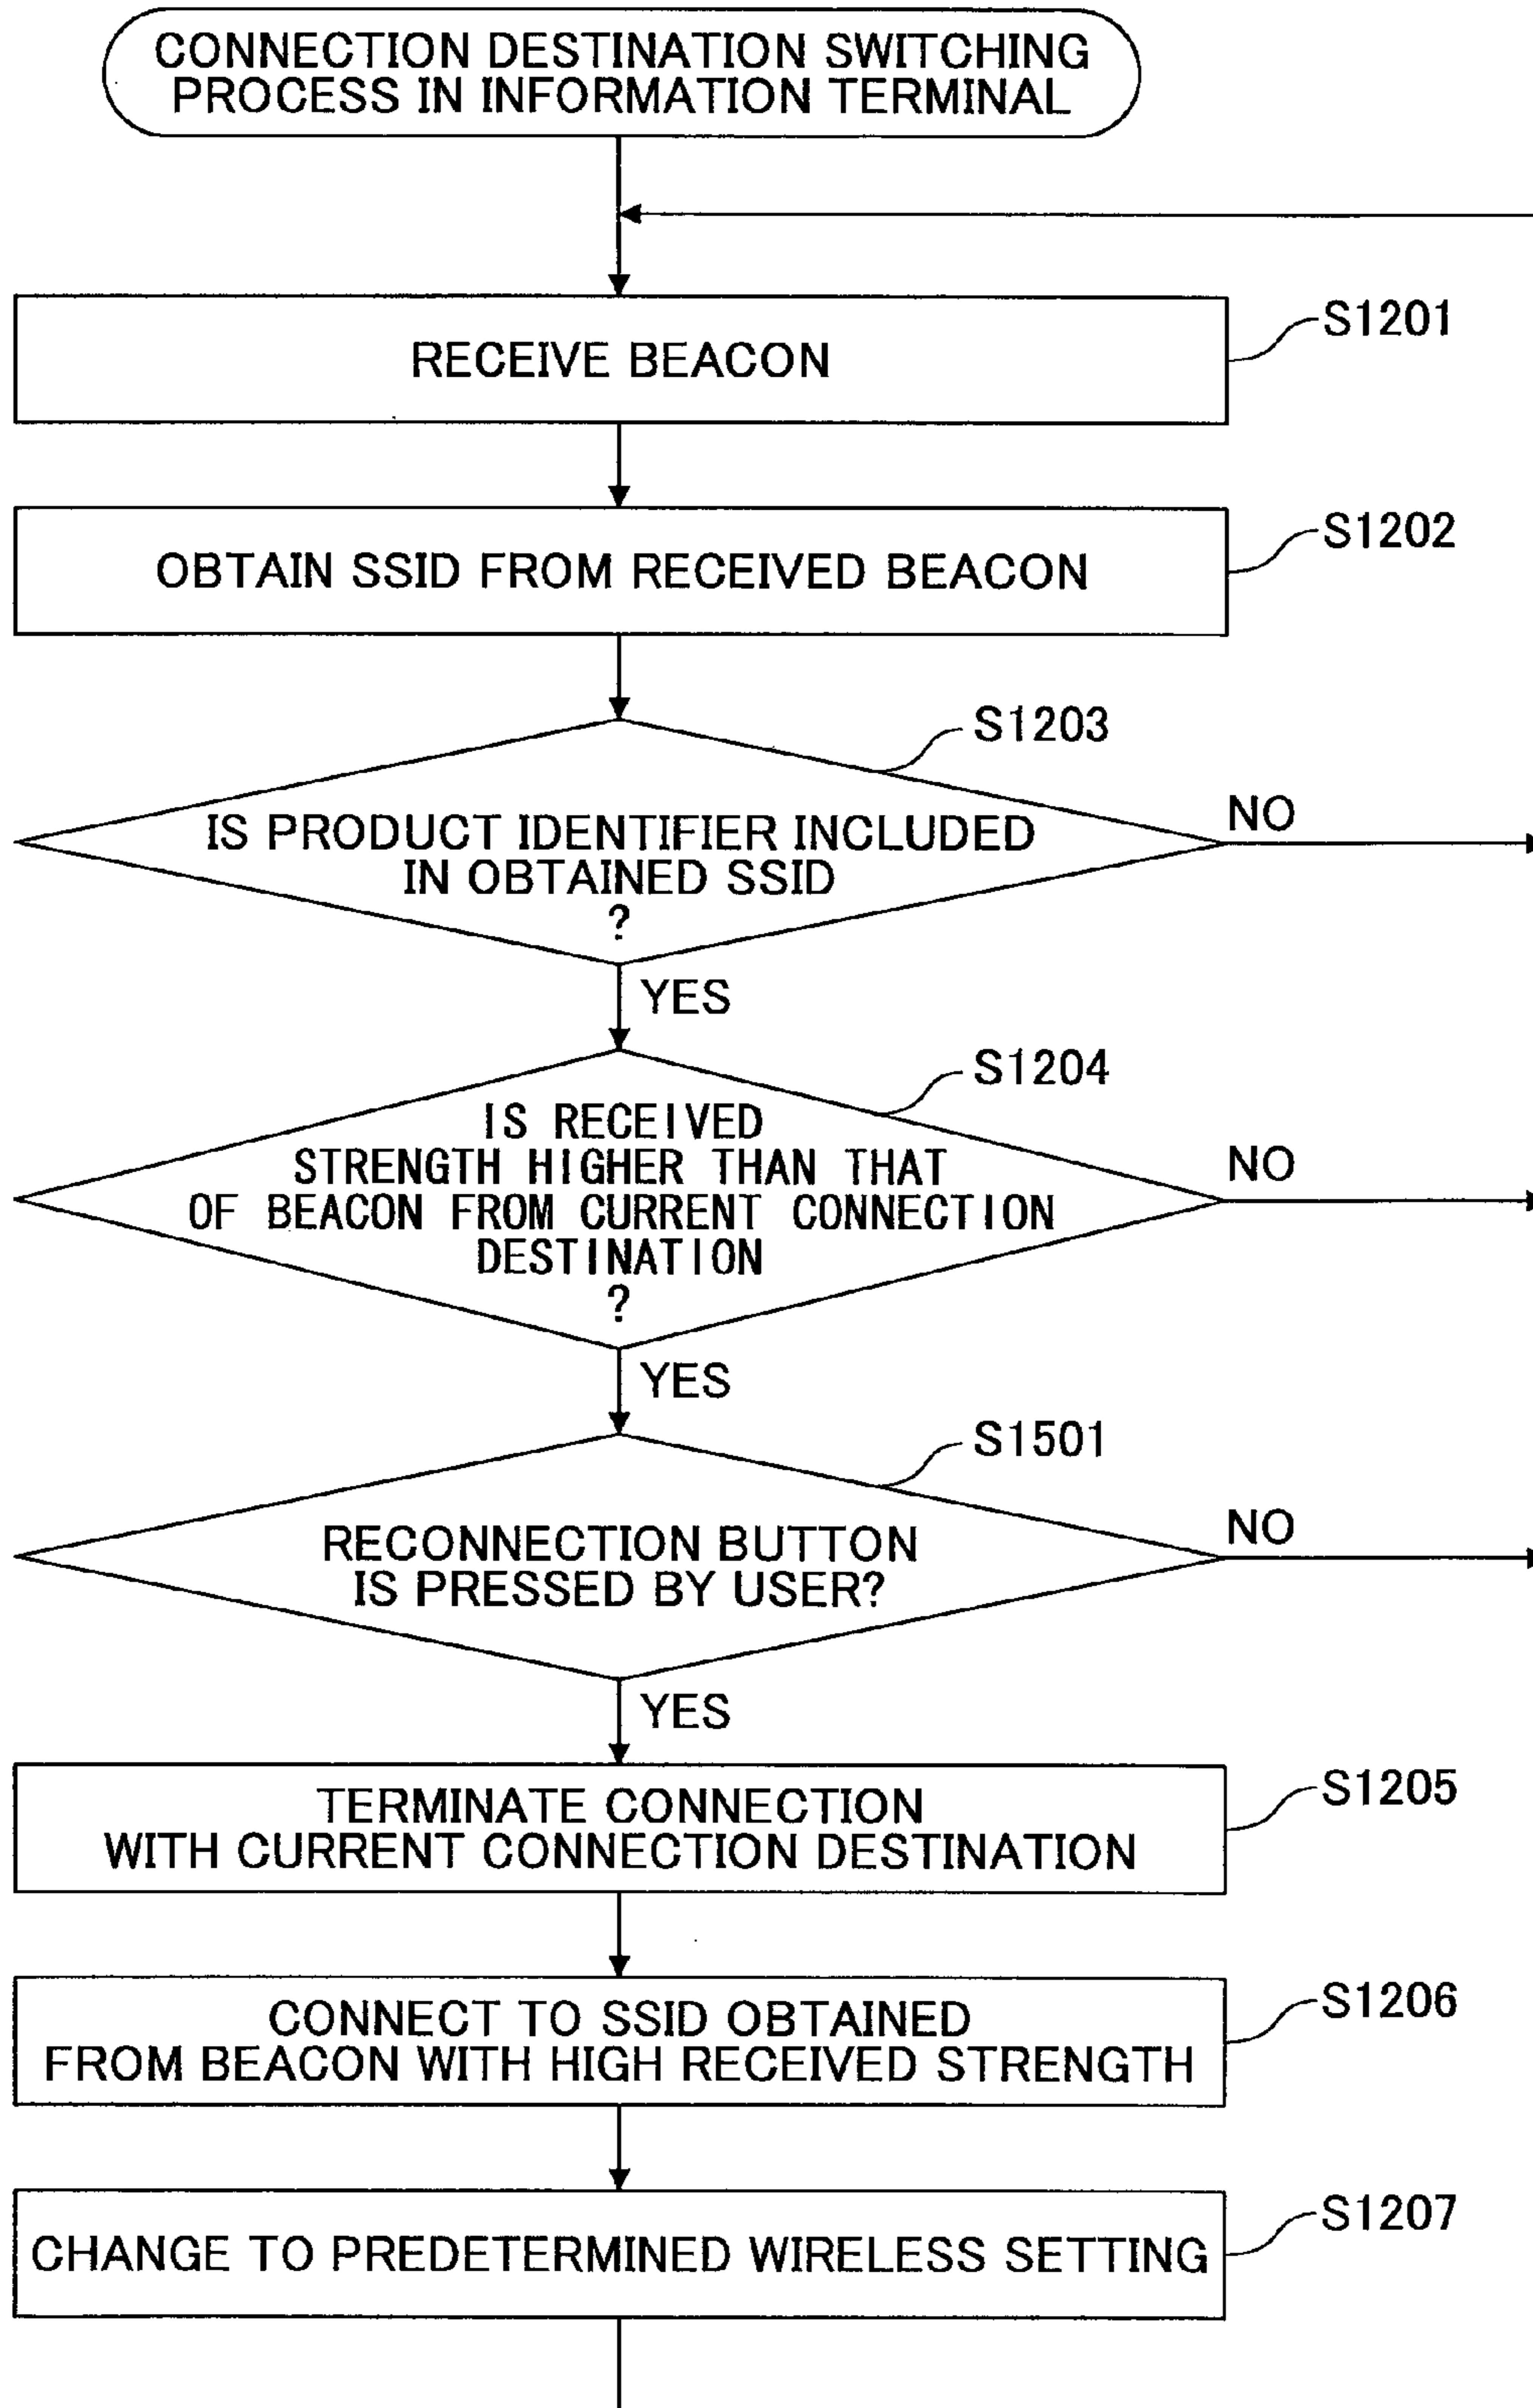 CONNECTION DESTINATION SWITCHING
PROCESS IN INFORMATION TERMINAL
S1201
RECEIVE BEACON
S1202
OBTAIN SSID FROM RECEIVED BEACON
S1203
NO
IS PRODUCT IDENTIFIER INCLUDED
IN OBTAINED SSID
?
YES
S1204
IS RECEIVED
STRENGTH HIGHER THAN THAT
NO
OF BEACON FROM CURRENT CONNECTION
DESTINATION
?
YES
S1501
NO
RECONNECTION BUTTON
IS PRESSED BY USER?
YES
S1205
TERMINATE CONNECTION
WITH CURRENT CONNECTION DESTINATION
S1206
CONNECT TO SSID OBTAINED
FROM BEACON WITH HIGH RECEIVED STRENGTH
S1207
CHANGE TO PREDETERMINED WIRELESS SETTING